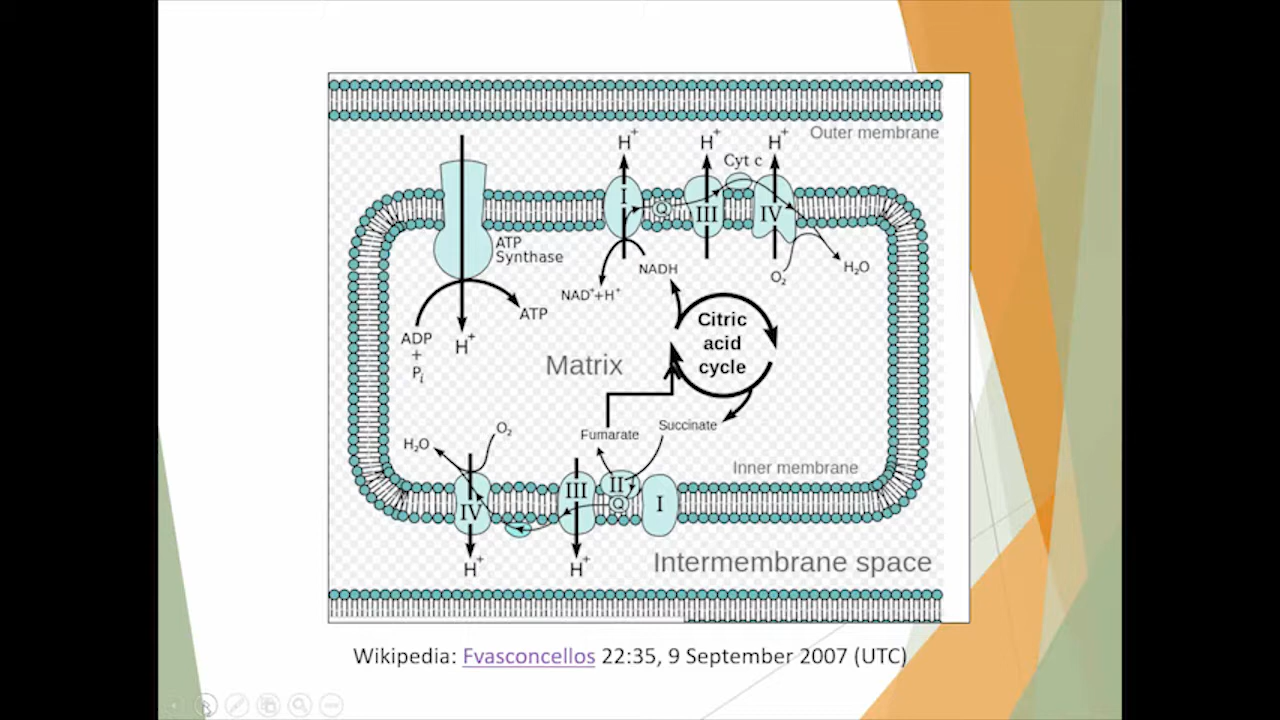 Outer membrane
H+
H+
H+
Cyt c
I
Q
III
IV
ATP
Synthase
NADH
O2
H2O
NAD++H+
ATP
ADP
+
Pi
H+
Citric
acid
cycle
Matrix
Fumarate
Succinate
H2O
O2
Inner membrane
IV
III
II
Q
I
H+
H+
Intermembrane space
Wikipedia: Fvasconcellos 22:35, 9 September 2007 (UTC)